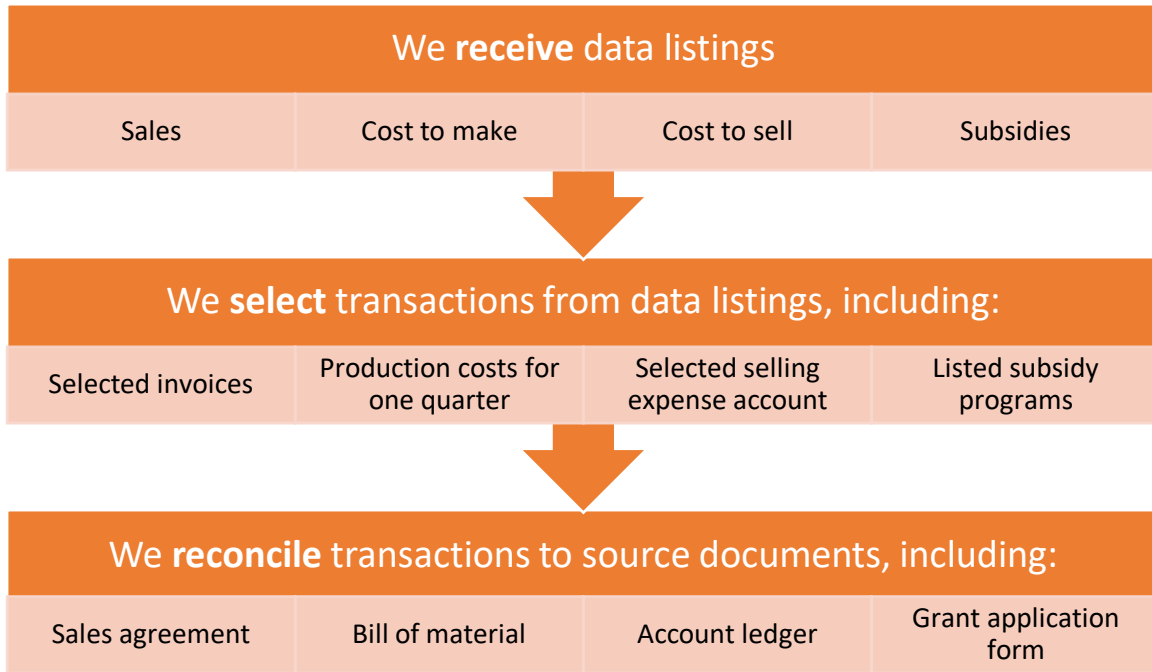 We receive data listings
Sales
Cost to make
Cost to sell
Subsidies
We select transactions from data listings, including:
Selected invoices
Production costs for
one quarter
Selected selling
expense account
Listed subsidy
programs
We reconcile transactions to source documents, including:
Sales agreement
Bill of material
Account ledger
Grant application
form